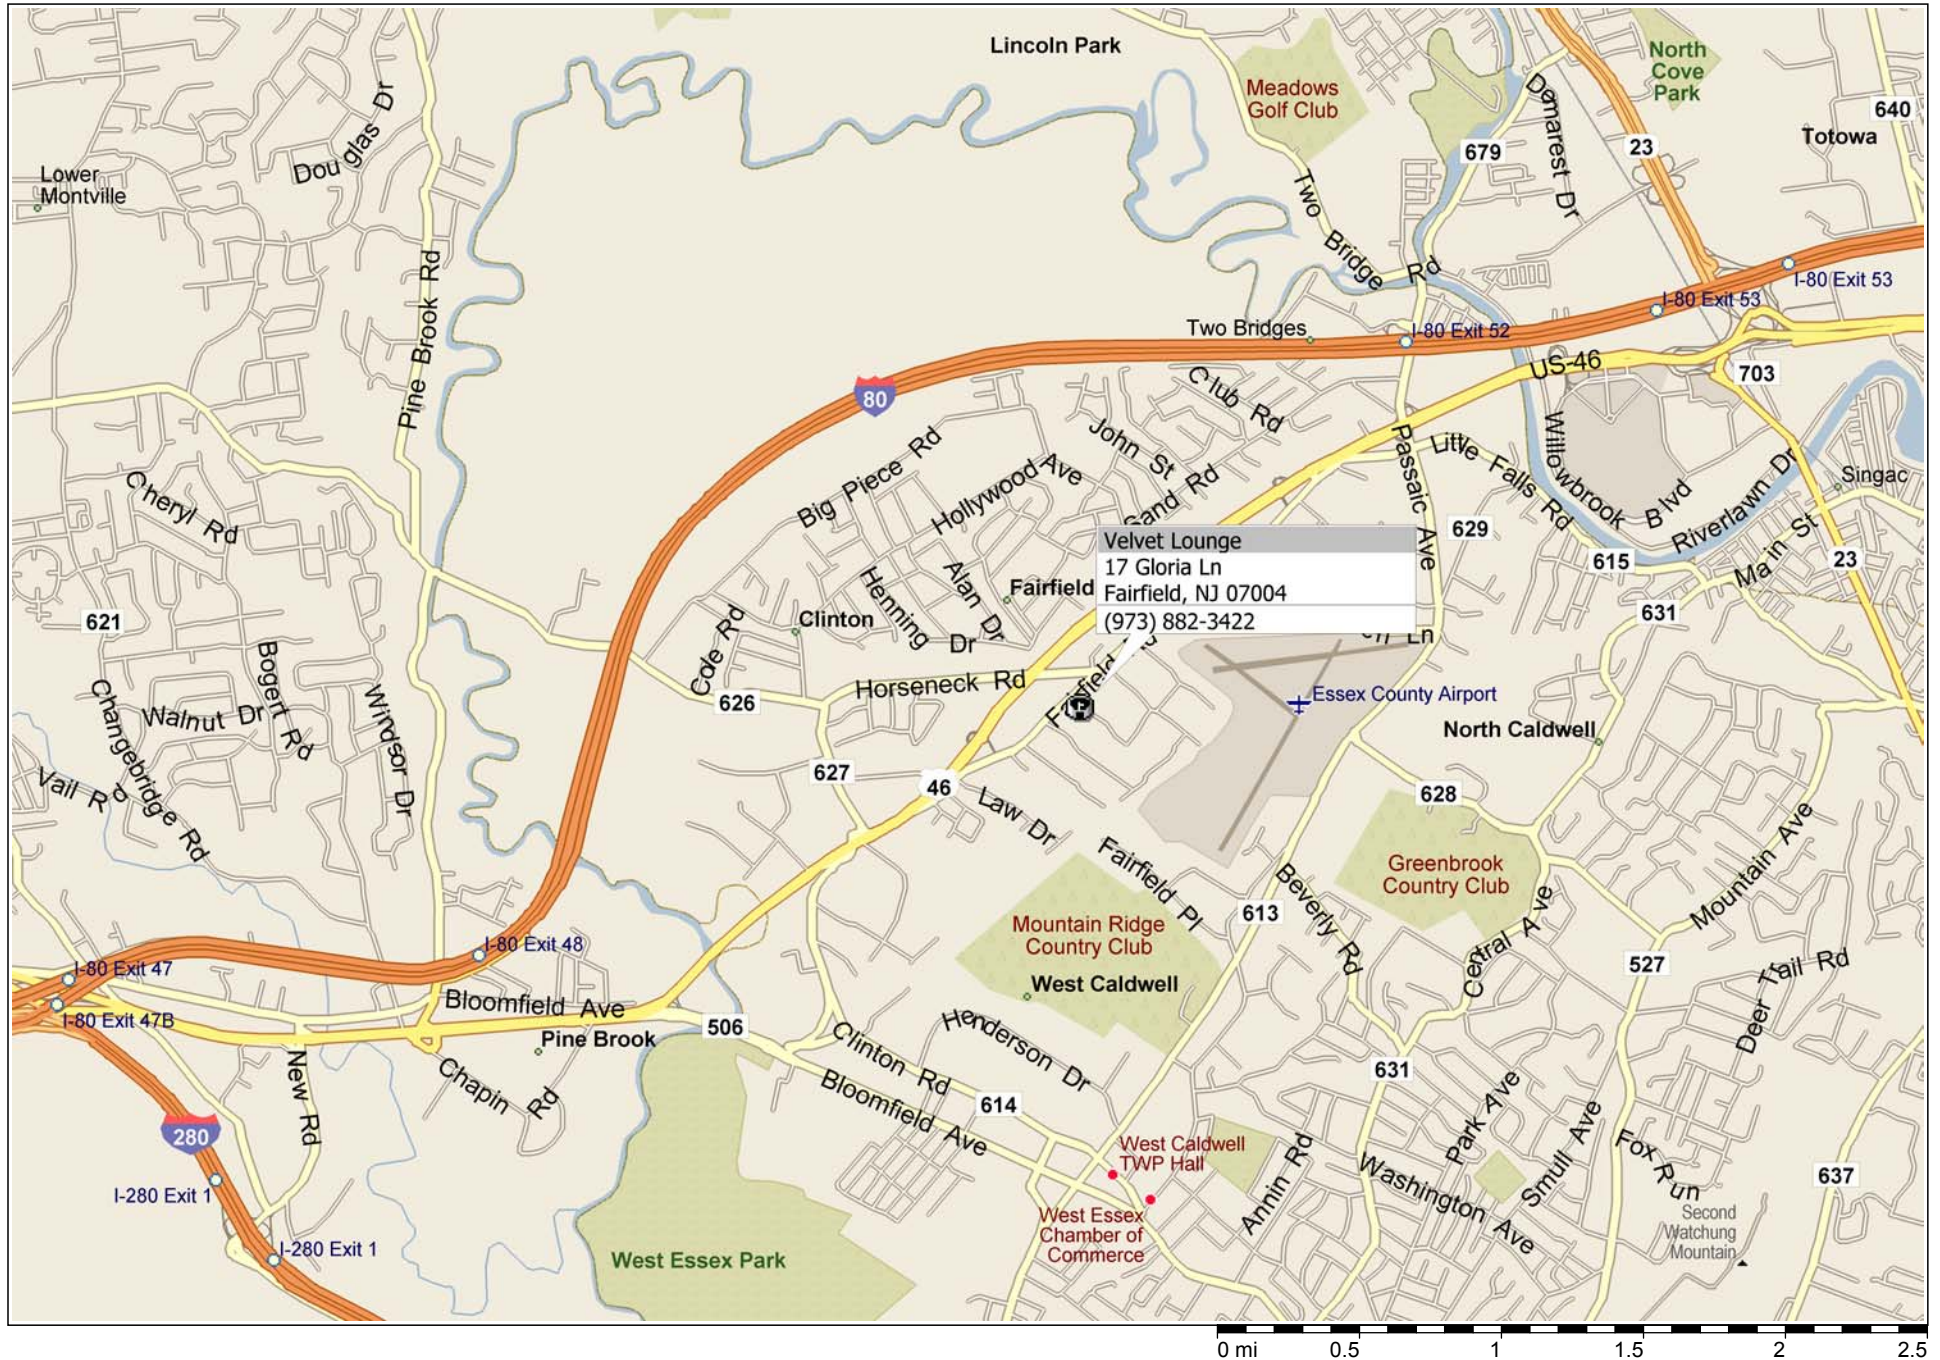 Lincoln Park
Meadows
Golf Club
North
Cove
Park
640
Totowa
23
679
Demarest Dr
Douglas Dr
Lower
Montville
Two Bridge Rd
Pine Brook Rd
I-80 Exit 53
I-80 Exit 53
I-80 Exit 52
Two Bridges
US-46
703
80
Club Rd
John St
Passaic Ave
Little Falls Rd
Willowbrook Blvd
Riverlawn Dr
Singac
Big Piece Rd
Hollywood Ave
Sand Rd
Cheryl Rd
629
615
Main St
23
Velvet Lounge
17 Gloria Ln
Fairfield, NJ 07004
(973) 882-3422
Henning Dr
Alan Dr
Fairfield
Clinton
621
631
Cole Rd
Ln
Bogert Rd
Changebridge Rd
Walnut Dr
Windsor Dr
Horseneck Rd
626
Fairfield
Essex County Airport
North Caldwell
Vail Rd
627
46
Law Dr
628
Mountain Ave
Fairfield Pl
Greenbrook
Country Club
Beverly Rd
613
Central Ave
Mountain Ridge
Country Club
West Caldwell
527
Deer Tail Rd
I-80 Exit 48
I-80 Exit 47
I-80 Exit 47B
Bloomfield Ave
506
Pine Brook
Henderson Dr
Clinton Rd
New Rd
Chapin Rd
Bloomfield Ave
614
631
Park Ave
Smull Ave
280
West Caldwell
TWP Hall
Annin Rd
Washington Ave
Fox Run
637
I-280 Exit 1
West Essex
Chamber of
Commerce
Second
Watchung
Mountain
I-280 Exit 1
West Essex Park
0 mi 0.5 1 1.5 2 2.5